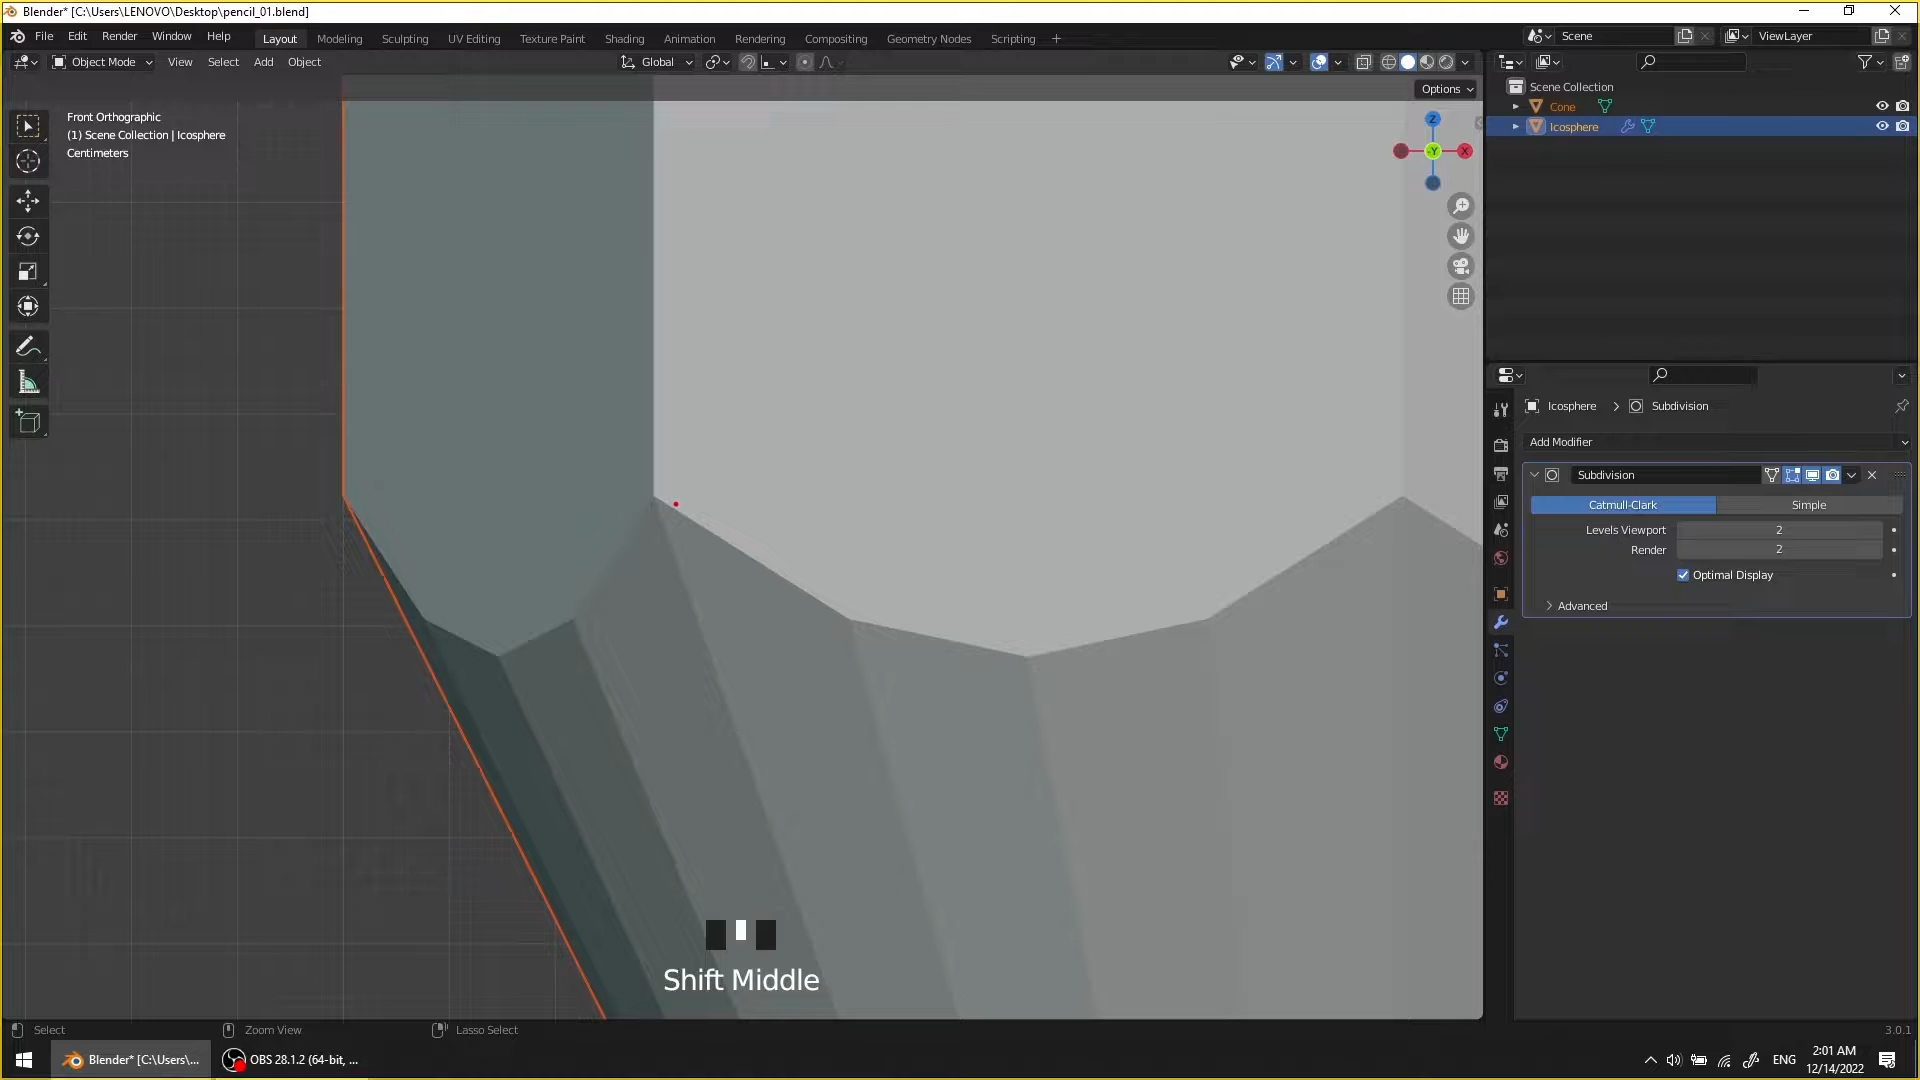 Blender* [C:\Users\LENOVO\Desktop\pencil_01.blend]
File Edit Render Window Help Layout Modeling Sculpting UV Editing Texture Paint Shading Animation Rendering Compositing Geometry Nodes Scripting + Scene ViewLayer
Object Mode View Select Add Object Global
Options
Front Orthographic
(1) Scene Collection | Icosphere
Centimeters
Z
Y
X
Scene Collection
Cone
Icosphere
Icosphere > Subdivision
Add Modifier
Subdivision
Catmull-Clark Simple
Levels Viewport 2
Render 2
Optimal Display
Advanced
Shift Middle
Select Zoom View Lasso Select 3.0.1
Blender* [C:\Users\... OBS 28.1.2 (64-bit, ... ENG 2:01 AM
12/14/2022